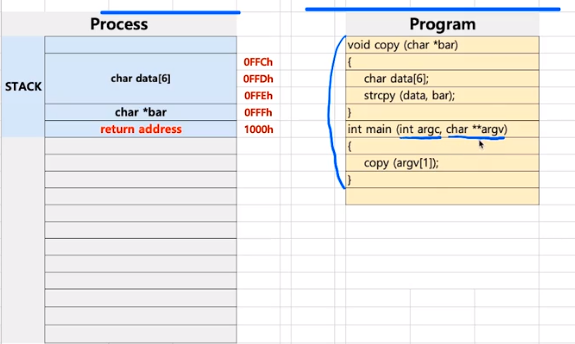 Process
STACK
char data[6]
char *bar
return address
0FFCh
0FFDh
0FFEh
0FFFh
1000h
Program
void copy (char *bar)
{
char data[6];
strcpy (data, bar);
}
int main (int argc, char **argv)
{
copy (argv[1]);
}